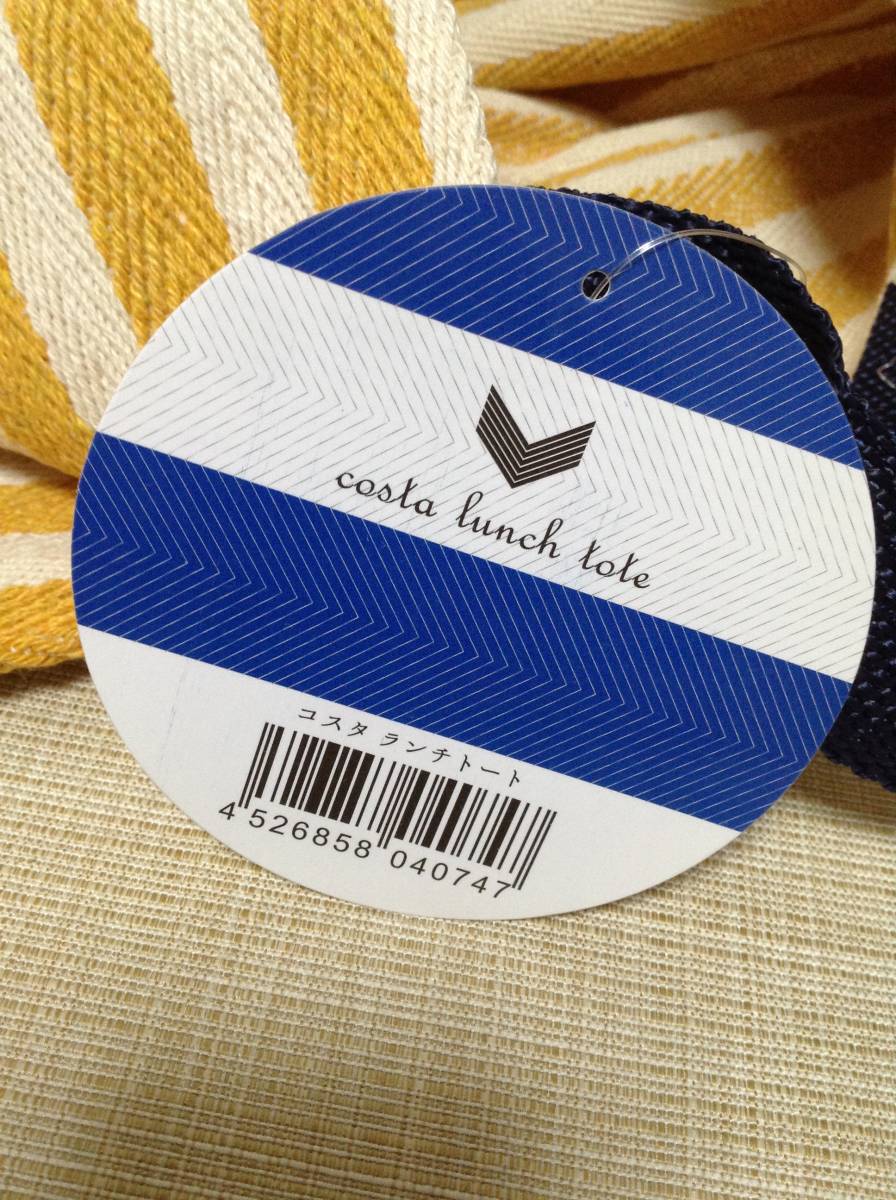 costa lunch tote
コスタ ランチトート
4 526858 040747